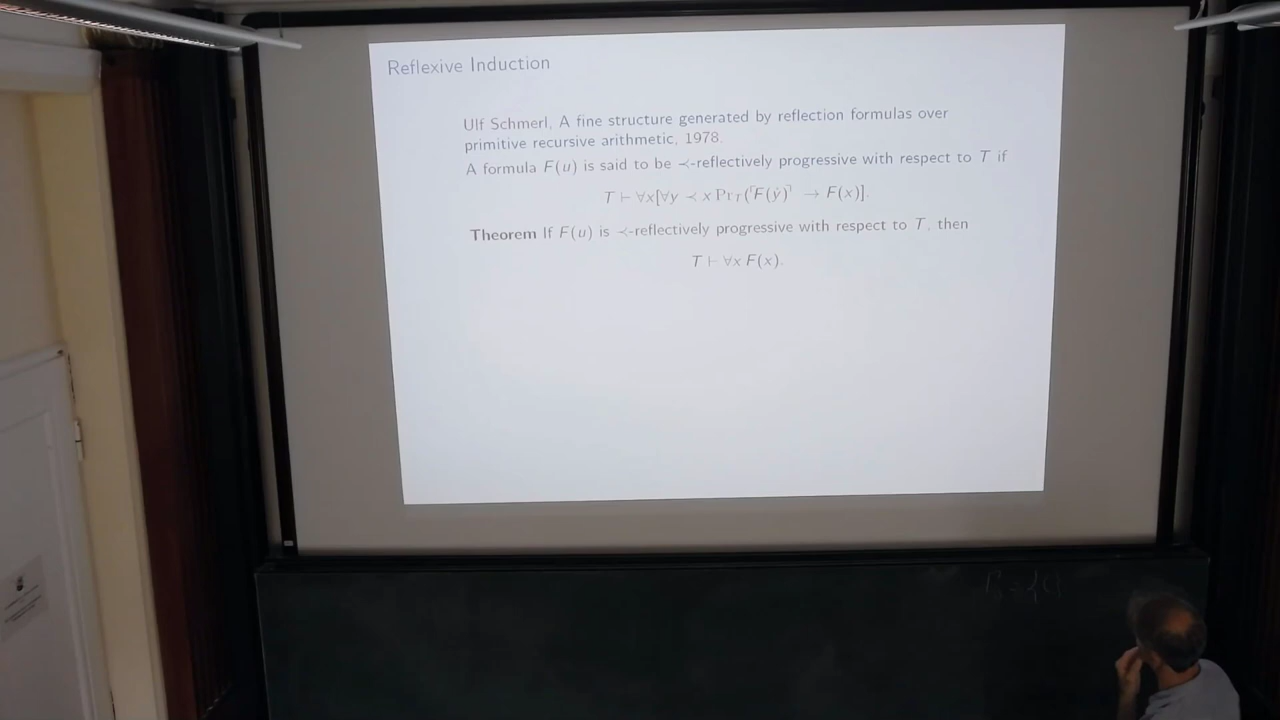 Reflexive Induction
Ulf Schmerl, A fine structure generated by reflection formulas over
primitive recursive arithmetic, 1978.
A formula F(u) is said to be ≺-reflectively progressive with respect to T if
T ⊢ ∀x[∀y ≺ x Pr_T(⌜F(ẏ)⌝ → F(x)].
Theorem If F(u) is ≺-reflectively progressive with respect to T, then
T ⊢ ∀x F(x).